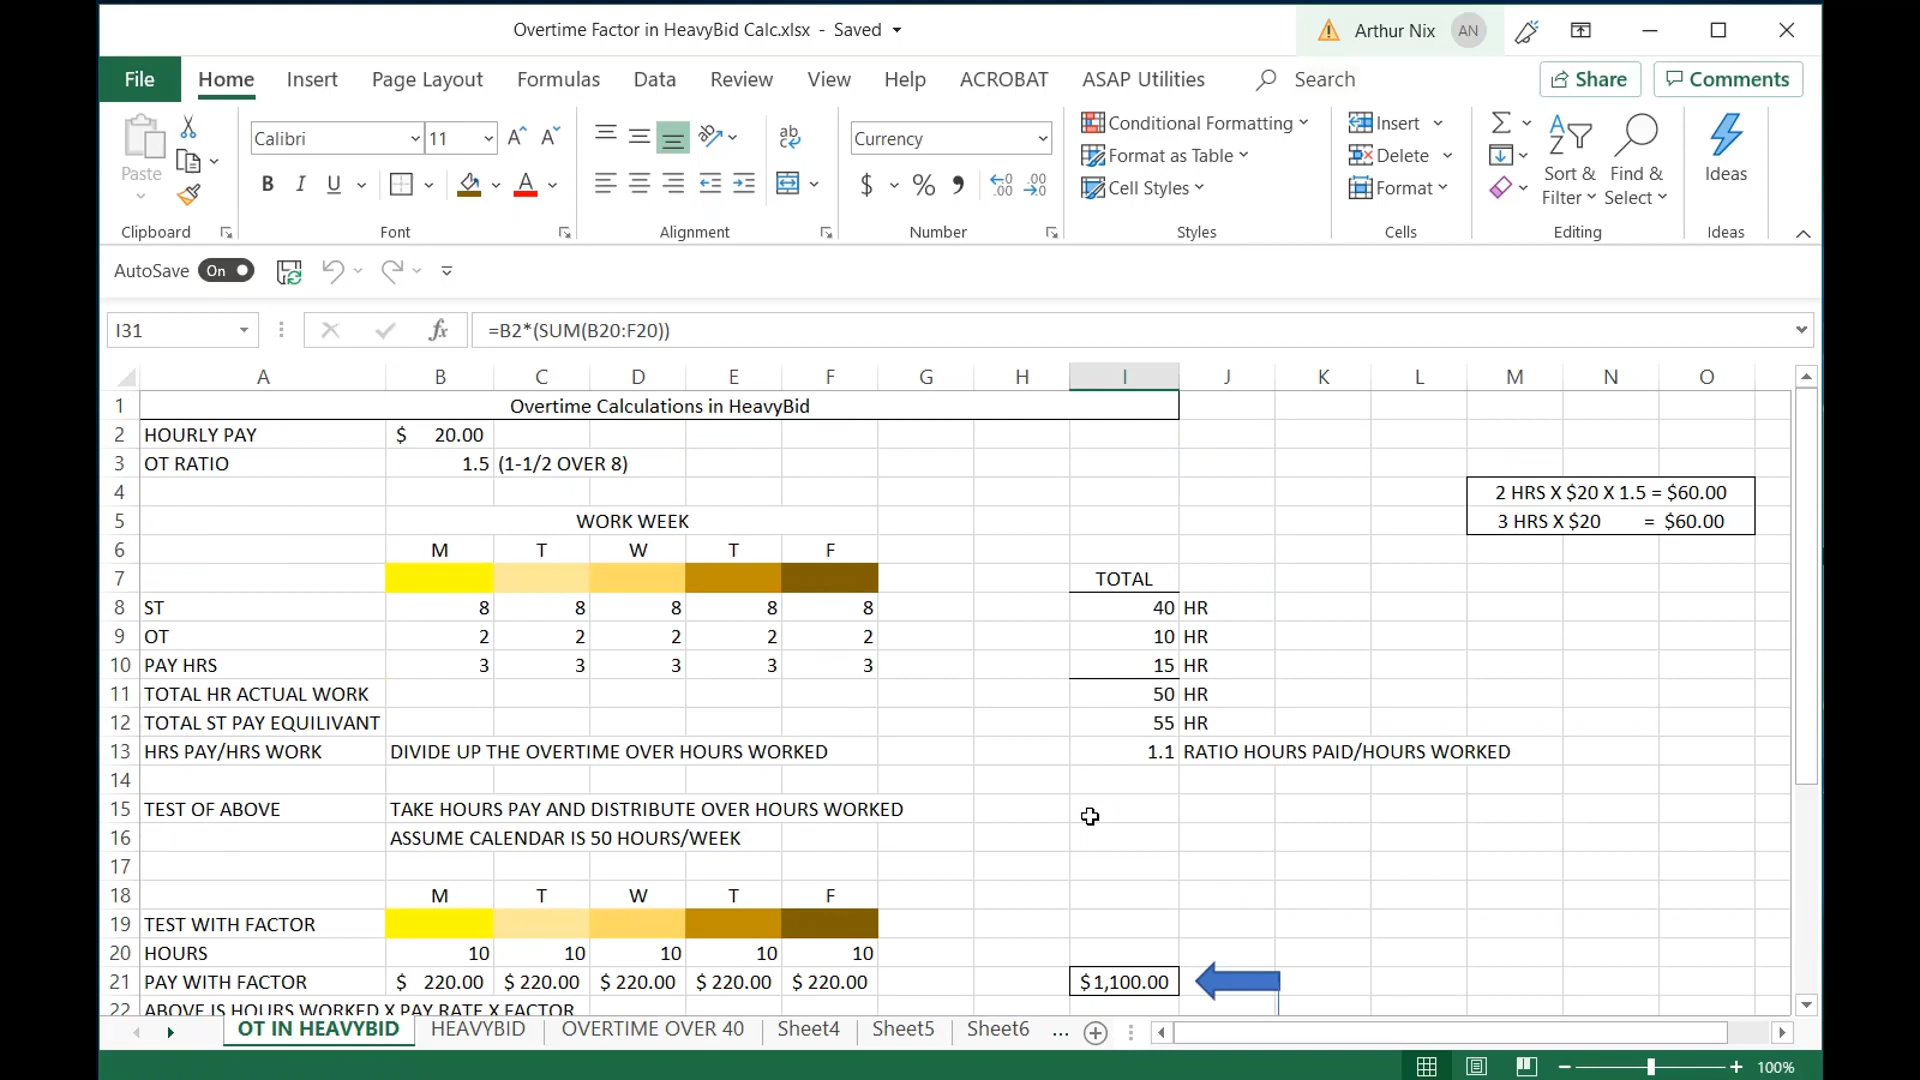 Overtime Factor in HeavyBid Calc.xlsx - Saved
Arthur Nix AN
File Home Insert Page Layout Formulas Data Review View Help ACROBAT ASAP Utilities Search Share Comments
Paste
Calibri 11
Currency
Conditional Formatting
Format as Table
Cell Styles
Insert
Delete
Format
Sort & Filter
Find & Select
Ideas
Clipboard Font Alignment Number Styles Cells Editing Ideas
AutoSave On
I31 fx =B2*(SUM(B20:F20))
A B C D E F G H I J K L M N O
1 Overtime Calculations in HeavyBid
2 HOURLY PAY $ 20.00
3 OT RATIO 1.5 (1-1/2 OVER 8)
4 2 HRS X $20 X 1.5 = $60.00
5 WORK WEEK 3 HRS X $20 = $60.00
6 M T W T F
7 TOTAL
8 ST 8 8 8 8 8 40 HR
9 OT 2 2 2 2 2 10 HR
10 PAY HRS 3 3 3 3 3 15 HR
11 TOTAL HR ACTUAL WORK 50 HR
12 TOTAL ST PAY EQUILIVANT 55 HR
13 HRS PAY/HRS WORK DIVIDE UP THE OVERTIME OVER HOURS WORKED 1.1 RATIO HOURS PAID/HOURS WORKED
14
15 TEST OF ABOVE TAKE HOURS PAY AND DISTRIBUTE OVER HOURS WORKED
16 ASSUME CALENDAR IS 50 HOURS/WEEK
17
18 M T W T F
19 TEST WITH FACTOR
20 HOURS 10 10 10 10 10
21 PAY WITH FACTOR $ 220.00 $ 220.00 $ 220.00 $ 220.00 $ 220.00 $1,100.00
22 ABOVE IS HOURS WORKED X PAY RATE X FACTOR
OT IN HEAVYBID HEAVYBID OVERTIME OVER 40 Sheet4 Sheet5 Sheet6 ...
100%